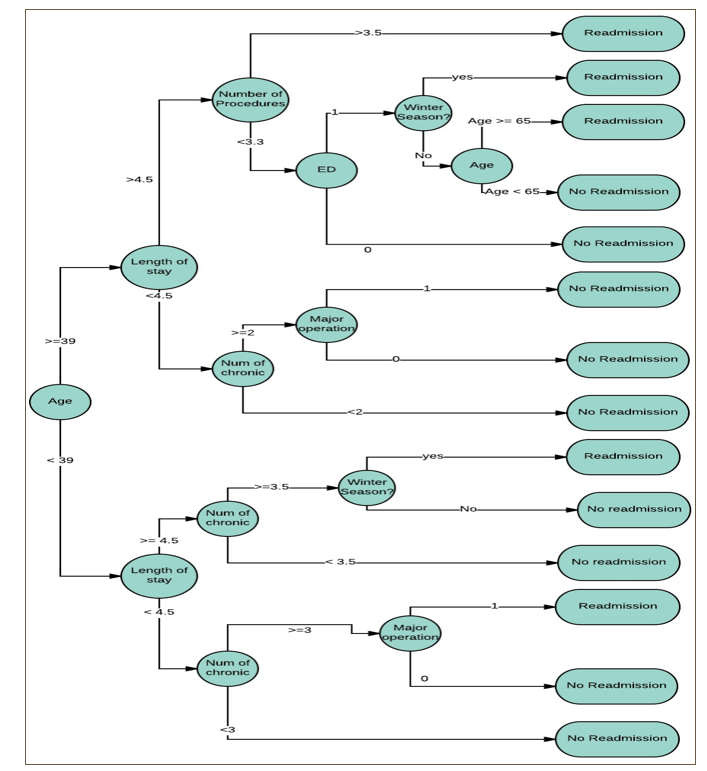 >3.5
Readmission
Number of
Procedures
yes
Readmission
1
Winter
Season?
Age >= 65
Readmission
<3.3
No
Age
ED
>4.5
Age < 65
No Readmission
0
No Readmission
Length of
stay
<4.5
1
No Readmission
Major
operation
>=2
>=39
0
No Readmission
Num of
chronic
Age
<2
No Readmission
< 39
yes
Readmission
>=3.5
Winter
Season?
No
No readmission
Num of
chronic
>= 4.5
< 3.5
No readmission
Length of
stay
< 4.5
1
Readmission
>=3
Major
operation
Num of
chronic
0
No Readmission
<3
No Readmission